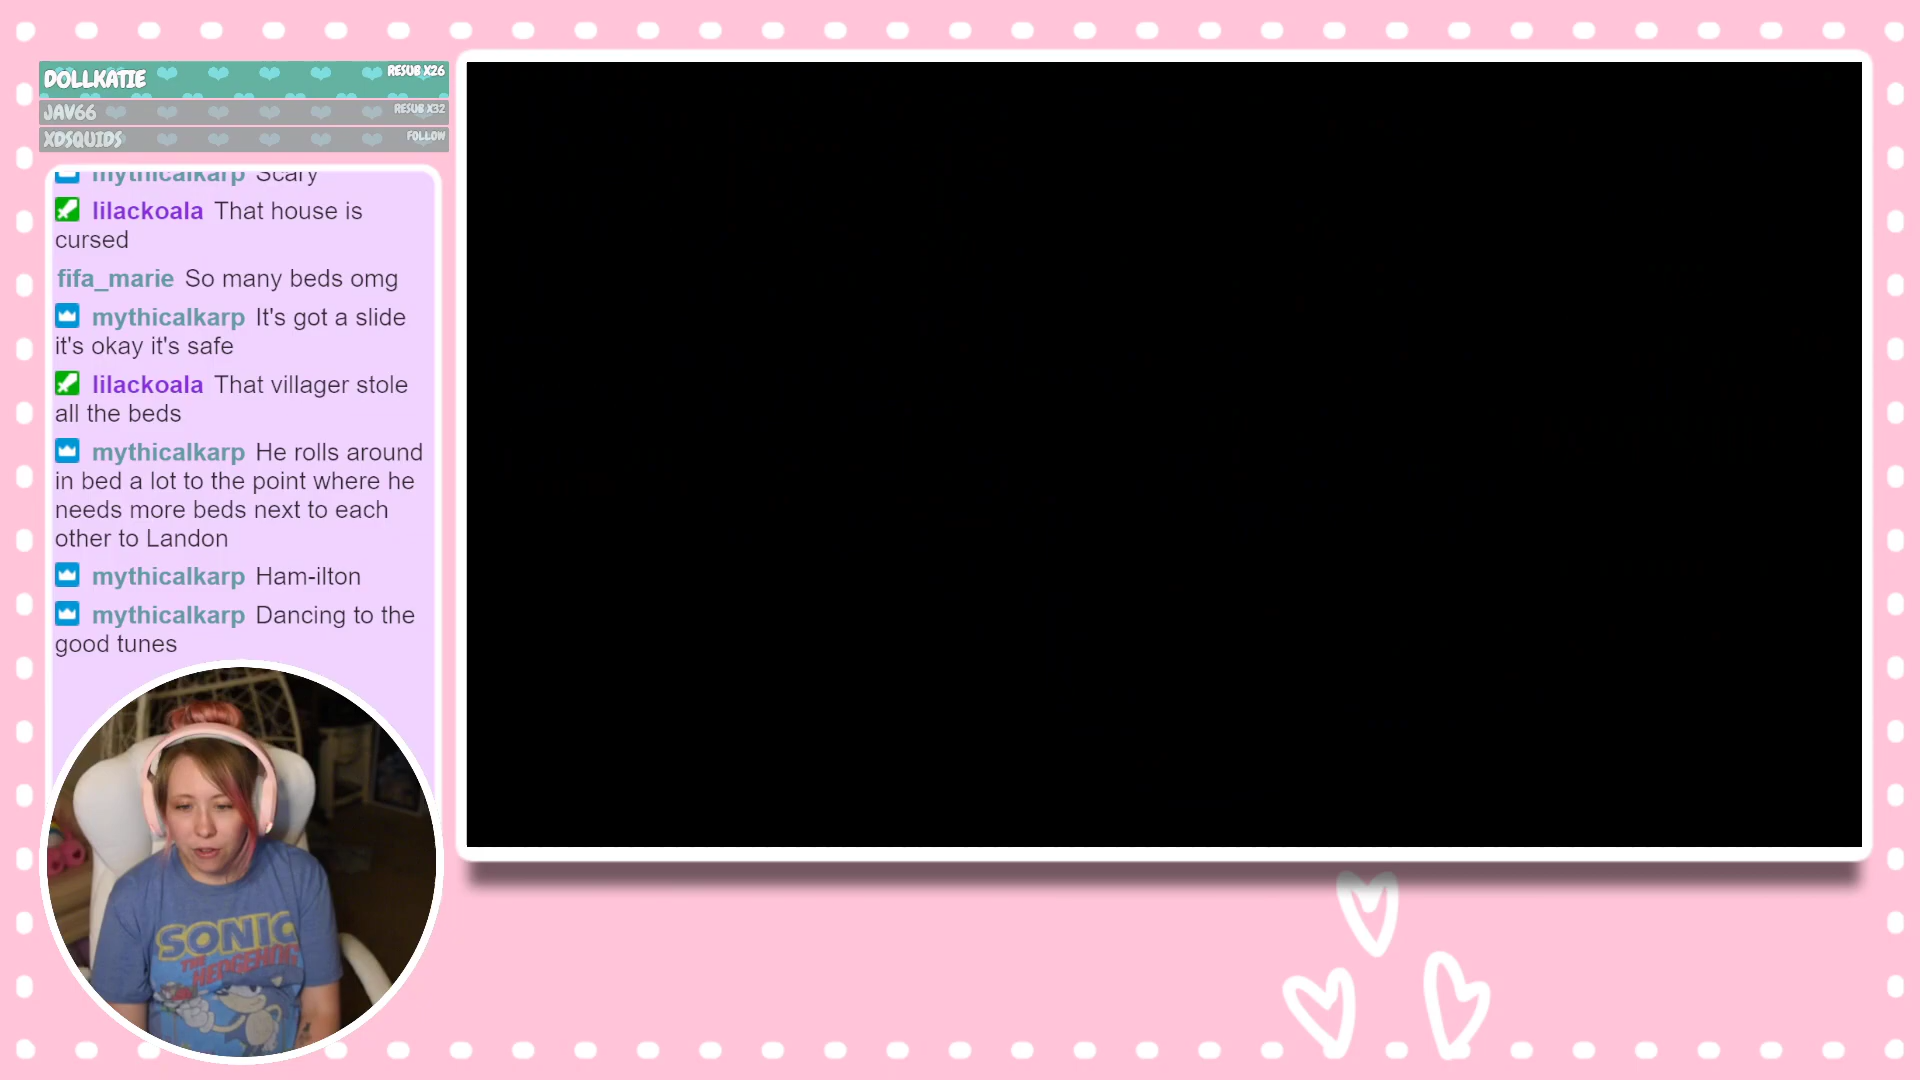 DOLLKATIE RESUB X26
JAV66 RESUB X32
XDSQUIDS FOLLOW
mythicalkarp Scary
lilackoala That house is
cursed
fifa_marie So many beds omg
mythicalkarp It's got a slide
it's okay it's safe
lilackoala That villager stole
all the beds
mythicalkarp He rolls around
in bed a lot to the point where he
needs more beds next to each
other to Landon
mythicalkarp Ham-ilton
mythicalkarp Dancing to the
good tunes
SONIC
THE
HEDGEHOG